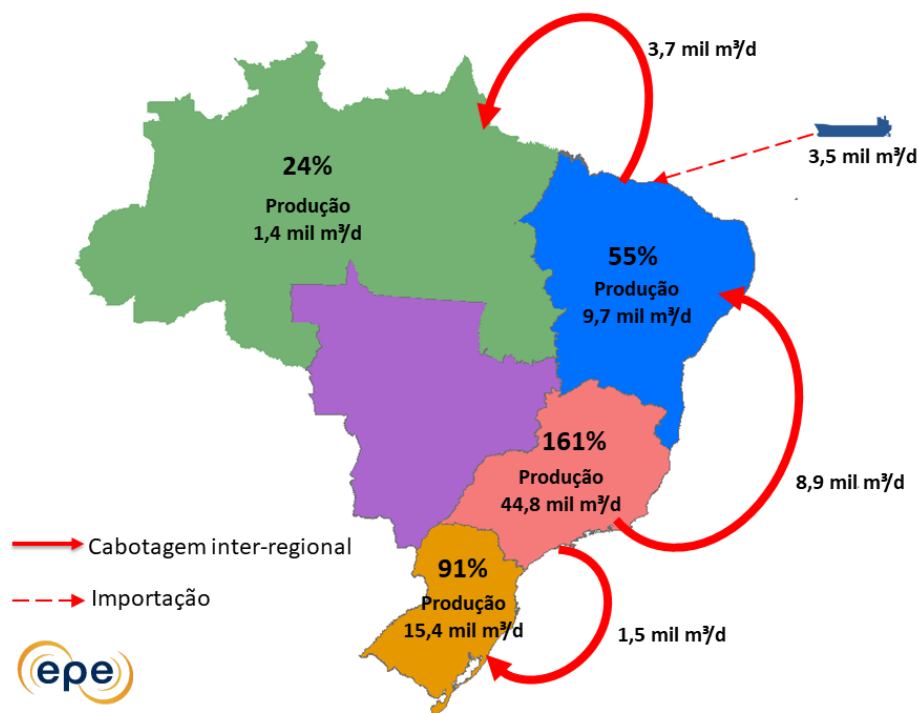 3,7 mil m³/d
3,5 mil m³/d
24%
Produção
1,4 mil m³/d
55%
Produção
9,7 mil m³/d
161%
Produção
44,8 mil m³/d
8,9 mil m³/d
Cabotagem inter-regional
Importação
91%
Produção
15,4 mil m³/d
1,5 mil m³/d
epe